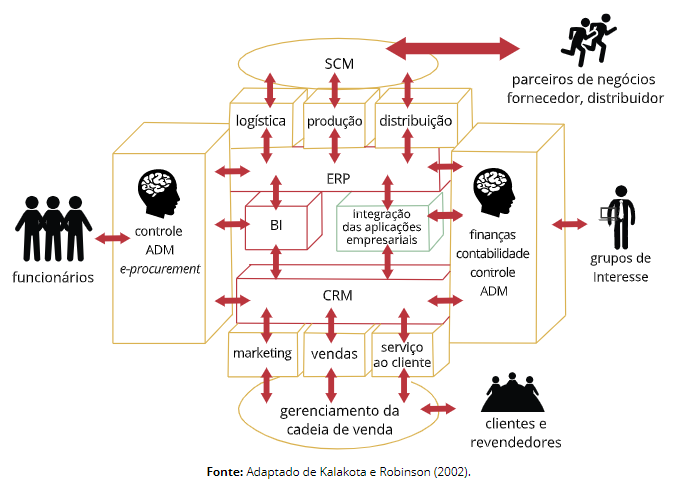 SCM
parceiros de negócios
fornecedor, distribuidor
logística
produção
distribuição
ERP
controle
ADM
e-procurement
BI
integração
das aplicações
empresariais
finanças
contabilidade
controle
ADM
funcionários
grupos de
Interesse
CRM
marketing
vendas
serviço
ao cliente
gerenciamento da
cadeia de venda
clientes e
revendedores
Fonte: Adaptado de Kalakota e Robinson (2002).